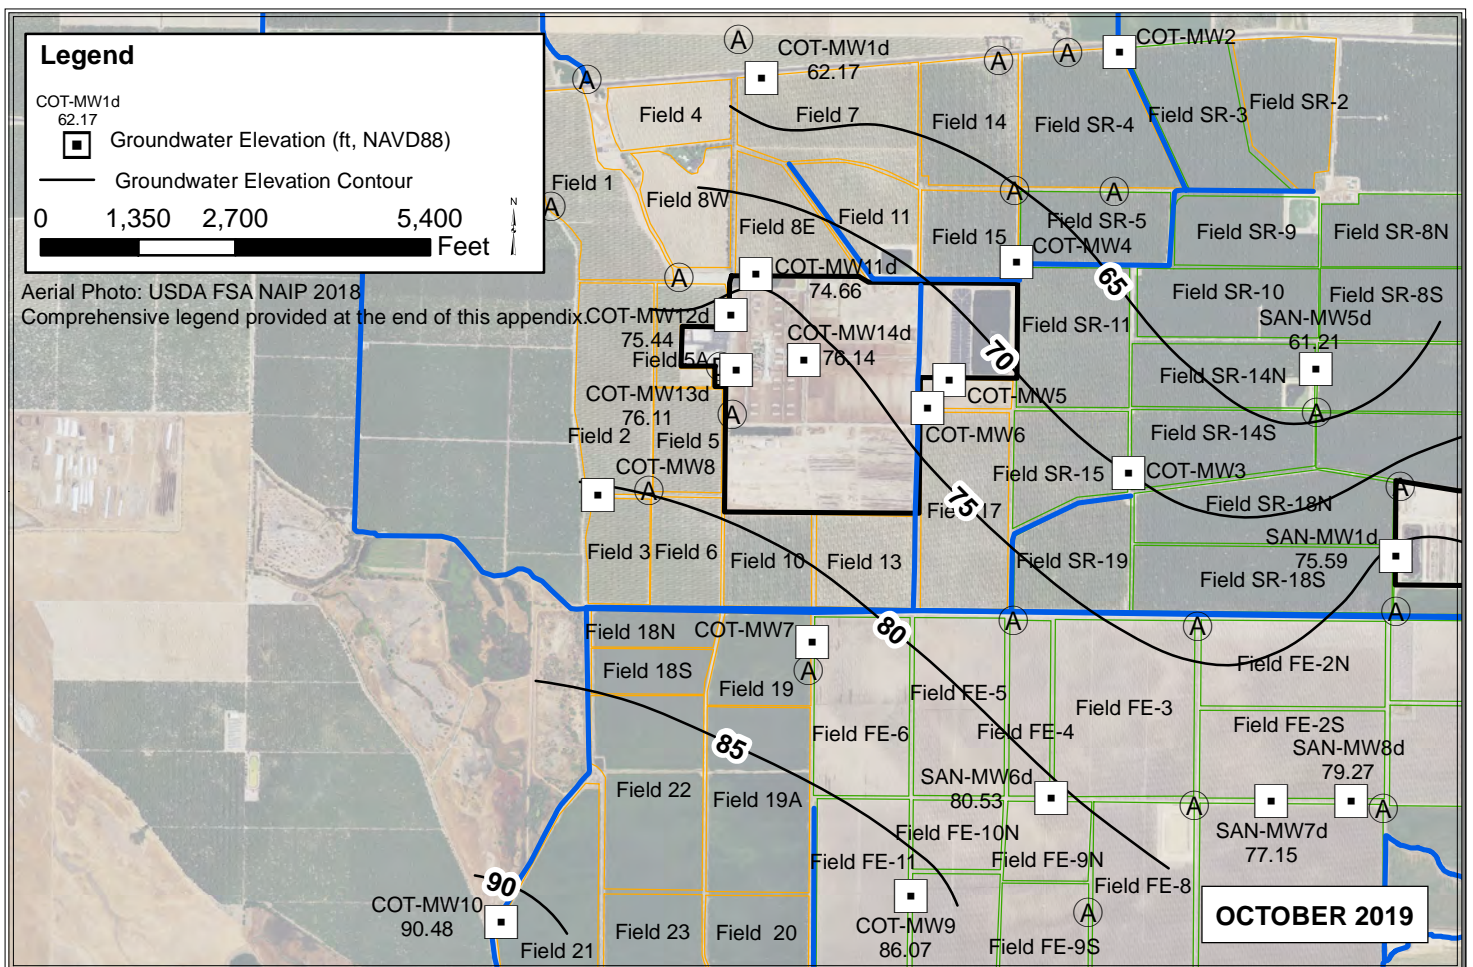 Legend
COT-MW1d
62.17
Groundwater Elevation (ft, NAVD88)
Groundwater Elevation Contour
0 1,350 2,700 5,400
Feet
N
Aerial Photo: USDA FSA NAIP 2018
Comprehensive legend provided at the end of this appendix.
A
COT-MW1d
62.17
A
A
COT-MW2
A
Field 4
Field 7
Field 14
Field SR-4
Field SR-3
Field SR-2
Field 1
A
Field 8W
Field 8E
Field 11
Field 15
A
A
Field SR-5
COT-MW4
Field SR-9
Field SR-8N
A
COT-MW11d
74.66
65
Field SR-10
Field SR-8S
COT-MW12d
75.44
COT-MW14d
76.14
Field SR-11
SAN-MW5d
61.21
Field 5A
70
Field SR-14N
COT-MW13d
76.11
A
COT-MW5
A
Field 2
Field 5
COT-MW6
Field SR-14S
COT-MW8
A
Field SR-15
COT-MW3
75
Field 17
Field SR-18N
A
SAN-MW1d
75.59
Field 3
Field 6
Field 10
Field 13
Field SR-19
Field SR-18S
A
A
A
Field 18N
COT-MW7
80
Field 18S
A
Field 19
Field FE-5
Field FE-2N
Field FE-6
Field FE-4
Field FE-3
Field FE-2S
85
SAN-MW6d
80.53
SAN-MW8d
79.27
Field 22
Field 19A
A
A
SAN-MW7d
77.15
Field FE-10N
Field FE-11
Field FE-9N
Field FE-8
90
COT-MW10
90.48
COT-MW9
86.07
A
Field 21
Field 23
Field 20
Field FE-9S
OCTOBER 2019